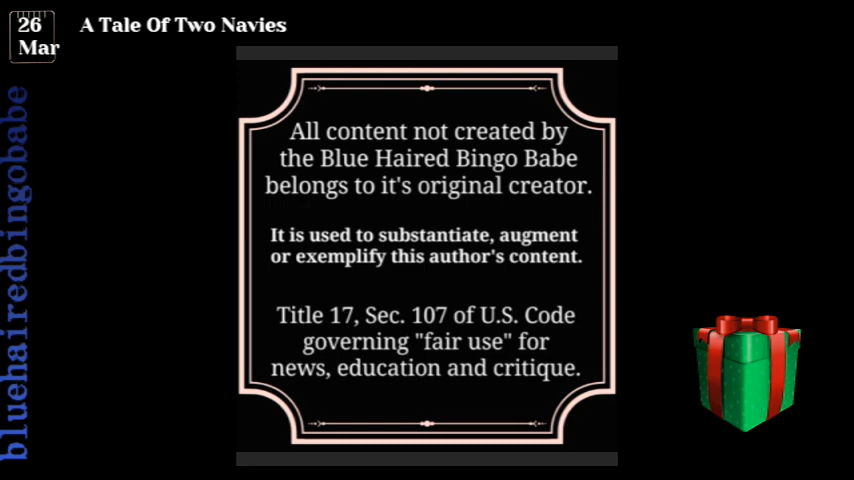 26
Mar
A Tale Of Two Navies
bluehairedbingobabe
All content not created by
the Blue Haired Bingo Babe
belongs to it's original creator.
It is used to substantiate, augment
or exemplify this author's content.
Title 17, Sec. 107 of U.S. Code
governing "fair use" for
news, education and critique.